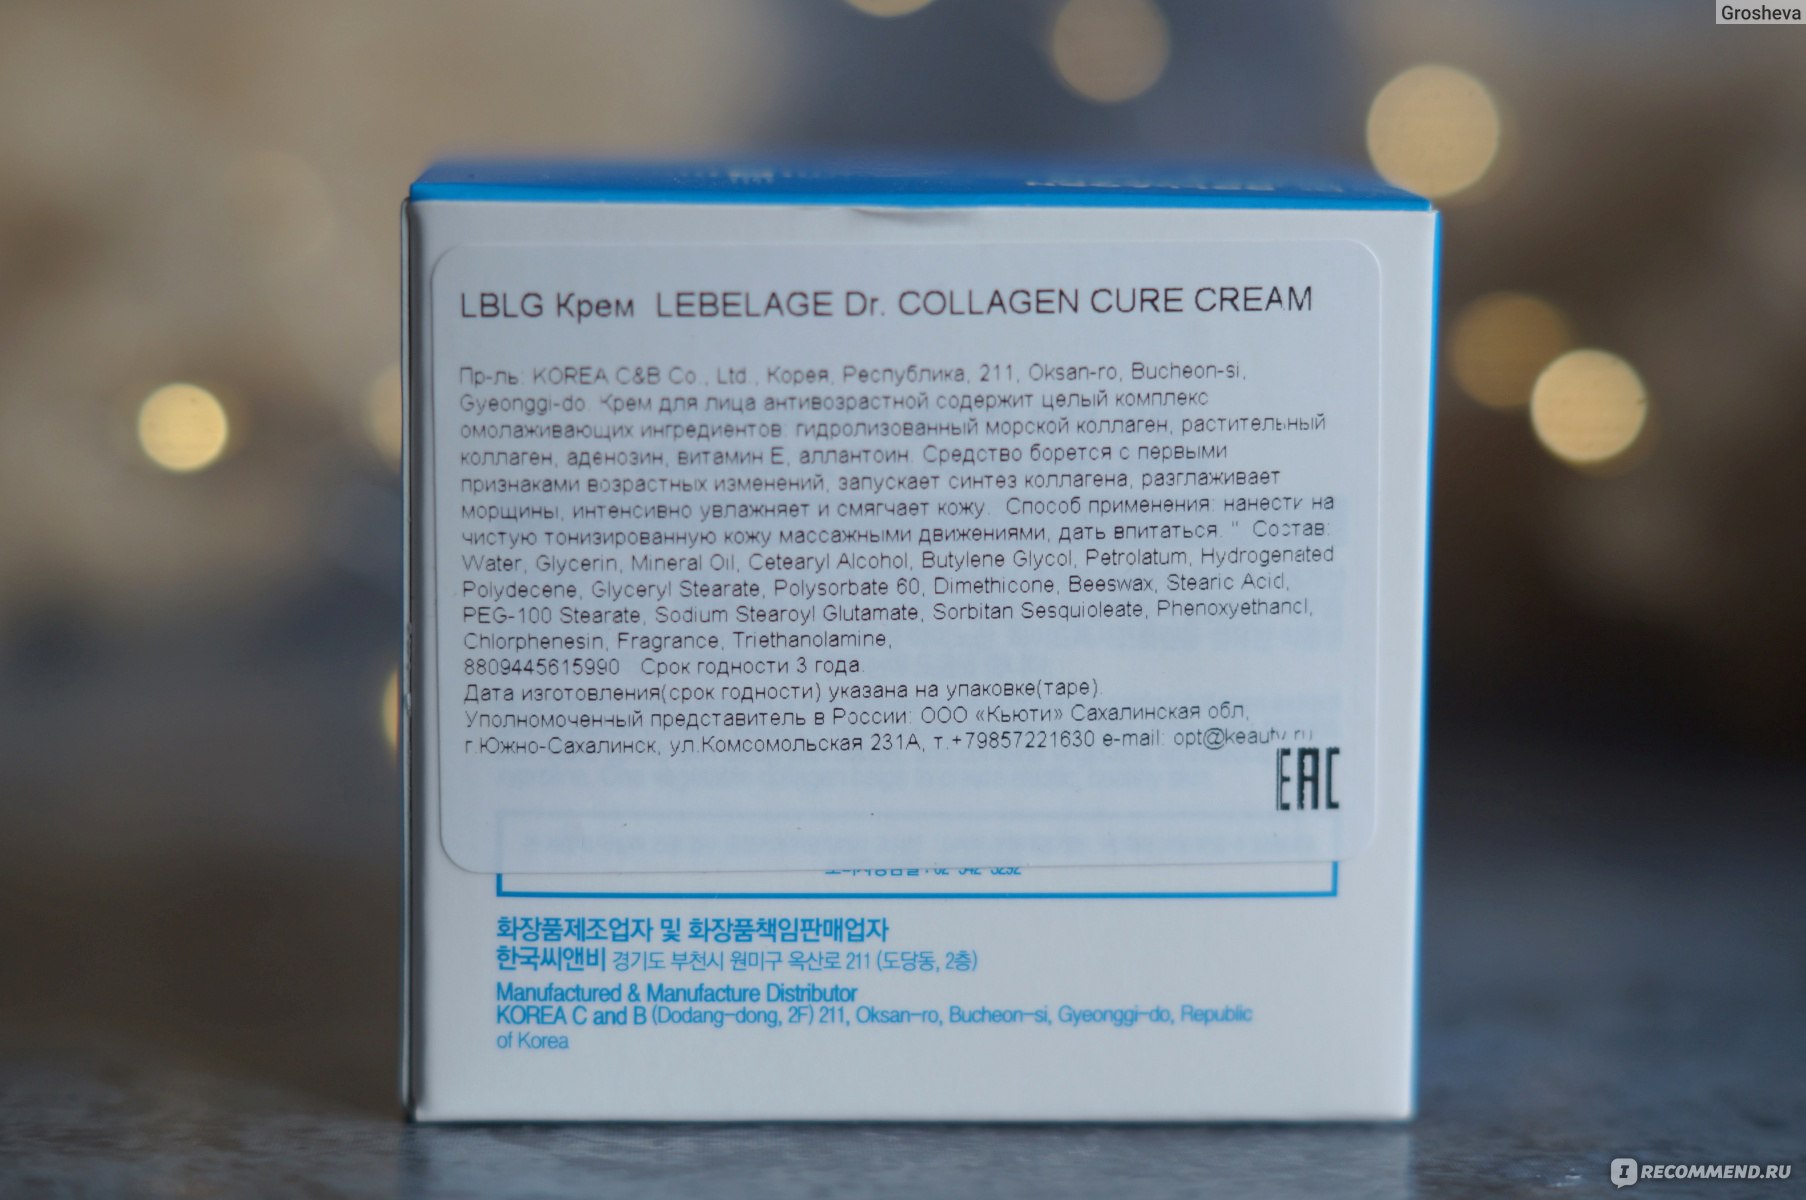 Grosheva
LBLG Крем LEBELAGE Dr. COLLAGEN CURE CREAM
Пр-ль: KOREA C&B Co., Ltd., Корея, Республика, 211, Oksan-ro, Bucheon-si,
Gyeonggi-do. Крем для лица антивозрастной содержит целый комплекс
омолаживающих ингредиентов: гидролизованный морской коллаген, растительный
коллаген, аденозин, витамин Е, аллантоин. Средство борется с первыми
признаками возрастных изменений, запускает синтез коллагена, разглаживает
морщины, интенсивно увлажняет и смягчает кожу. Способ применения: нанести на
чистую тонизированную кожу массажными движениями, дать впитаться. " Состав:
Water, Glycerin, Mineral Oil, Cetearyl Alcohol, Butylene Glycol, Petrolatum, Hydrogenated
Polydecene, Glyceryl Stearate, Polysorbate 60, Dimethicone, Beeswax, Stearic Acid,
PEG-100 Stearate, Sodium Stearoyl Glutamate, Sorbitan Sesquioleate, Phenoxyethanol,
Chlorphenesin, Fragrance, Triethanolamine,
8809445615990 Срок годности 3 года.
Дата изготовления(срок годности) указана на упаковке(таре).
Уполномоченный представитель в России: ООО «Кьюти» Сахалинская обл,
г.Южно-Сахалинск, ул.Комсомольская 231А, т.+79857221630 e-mail: opt@keauty.ru
EAC
화장품제조업자 및 화장품책임판매업자
한국씨앤비 경기도 부천시 원미구 옥산로 211 (도당동, 2층)
Manufactured & Manufacture Distributor
KOREA C and B (Dodang-dong, 2F) 211, Oksan-ro, Bucheon-si, Gyeonggi-do, Republic
of Korea
IRECOMMEND.RU